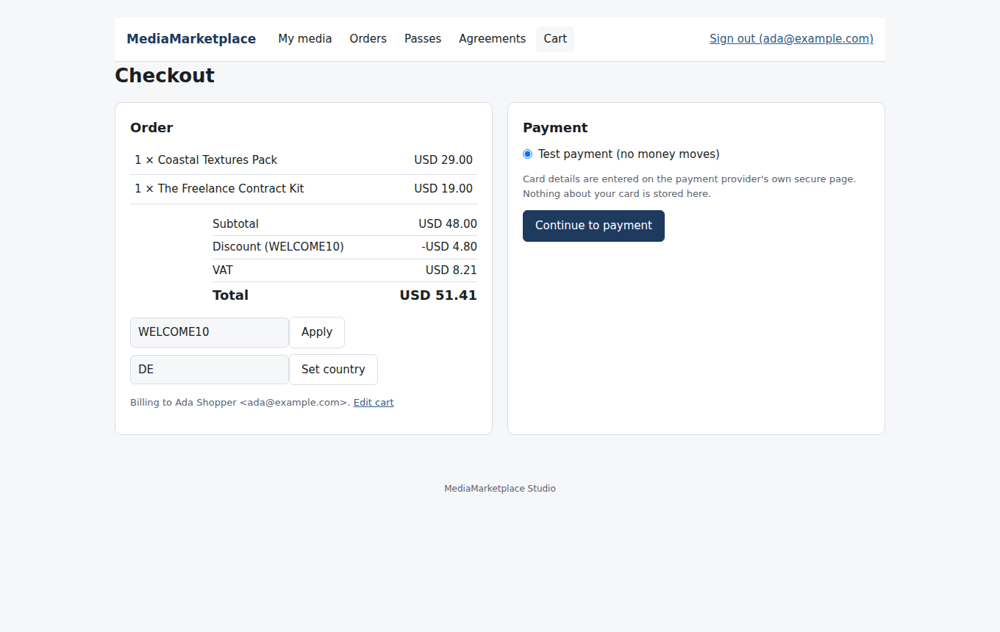 MediaMarketplace My media Orders Passes Agreements Cart Sign out (ada@example.com)
Checkout
Order
1 × Coastal Textures Pack USD 29.00
1 × The Freelance Contract Kit USD 19.00
Subtotal USD 48.00
Discount (WELCOME10) -USD 4.80
VAT USD 8.21
Total USD 51.41
WELCOME10 Apply
DE Set country
Billing to Ada Shopper <ada@example.com>. Edit cart
Payment
Test payment (no money moves)
Card details are entered on the payment provider's own secure page.
Nothing about your card is stored here.
Continue to payment
MediaMarketplace Studio